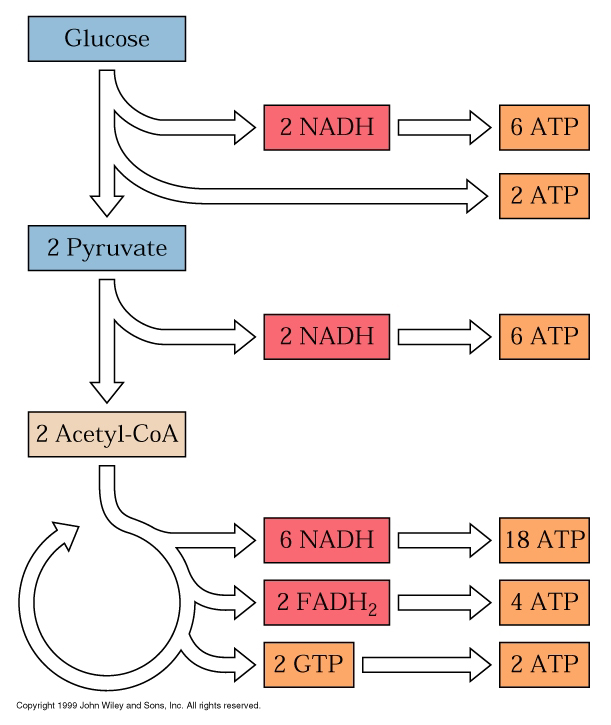 Glucose
2 NADH
6 ATP
2 ATP
2 Pyruvate
2 NADH
6 ATP
2 Acetyl-CoA
6 NADH
18 ATP
2 FADH₂
4 ATP
2 GTP
2 ATP
Copyright 1999 John Wiley and Sons, Inc. All rights reserved.